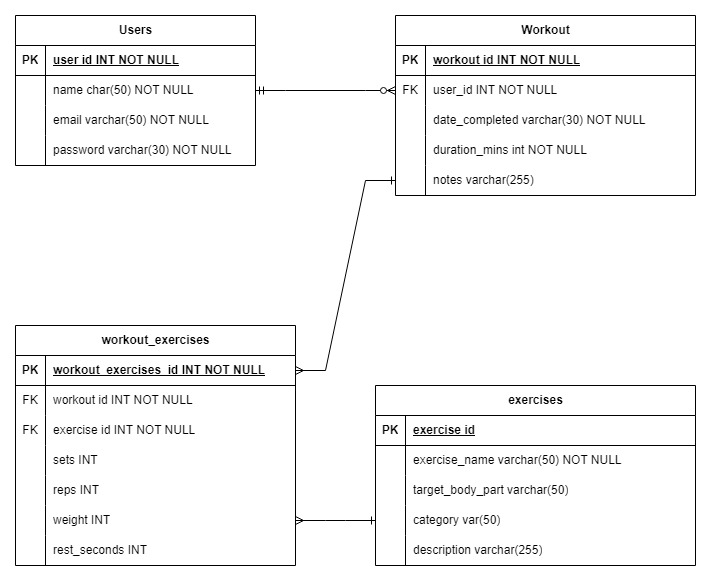 Users
PK user id INT NOT NULL
name char(50) NOT NULL
email varchar(50) NOT NULL
password varchar(30) NOT NULL
Workout
PK workout id INT NOT NULL
FK user_id INT NOT NULL
date_completed varchar(30) NOT NULL
duration_mins int NOT NULL
notes varchar(255)
workout_exercises
PK workout_exercises_id INT NOT NULL
FK workout id INT NOT NULL
FK exercise id INT NOT NULL
sets INT
reps INT
weight INT
rest_seconds INT
exercises
PK exercise id
exercise_name varchar(50) NOT NULL
target_body_part varchar(50)
category var(50)
description varchar(255)